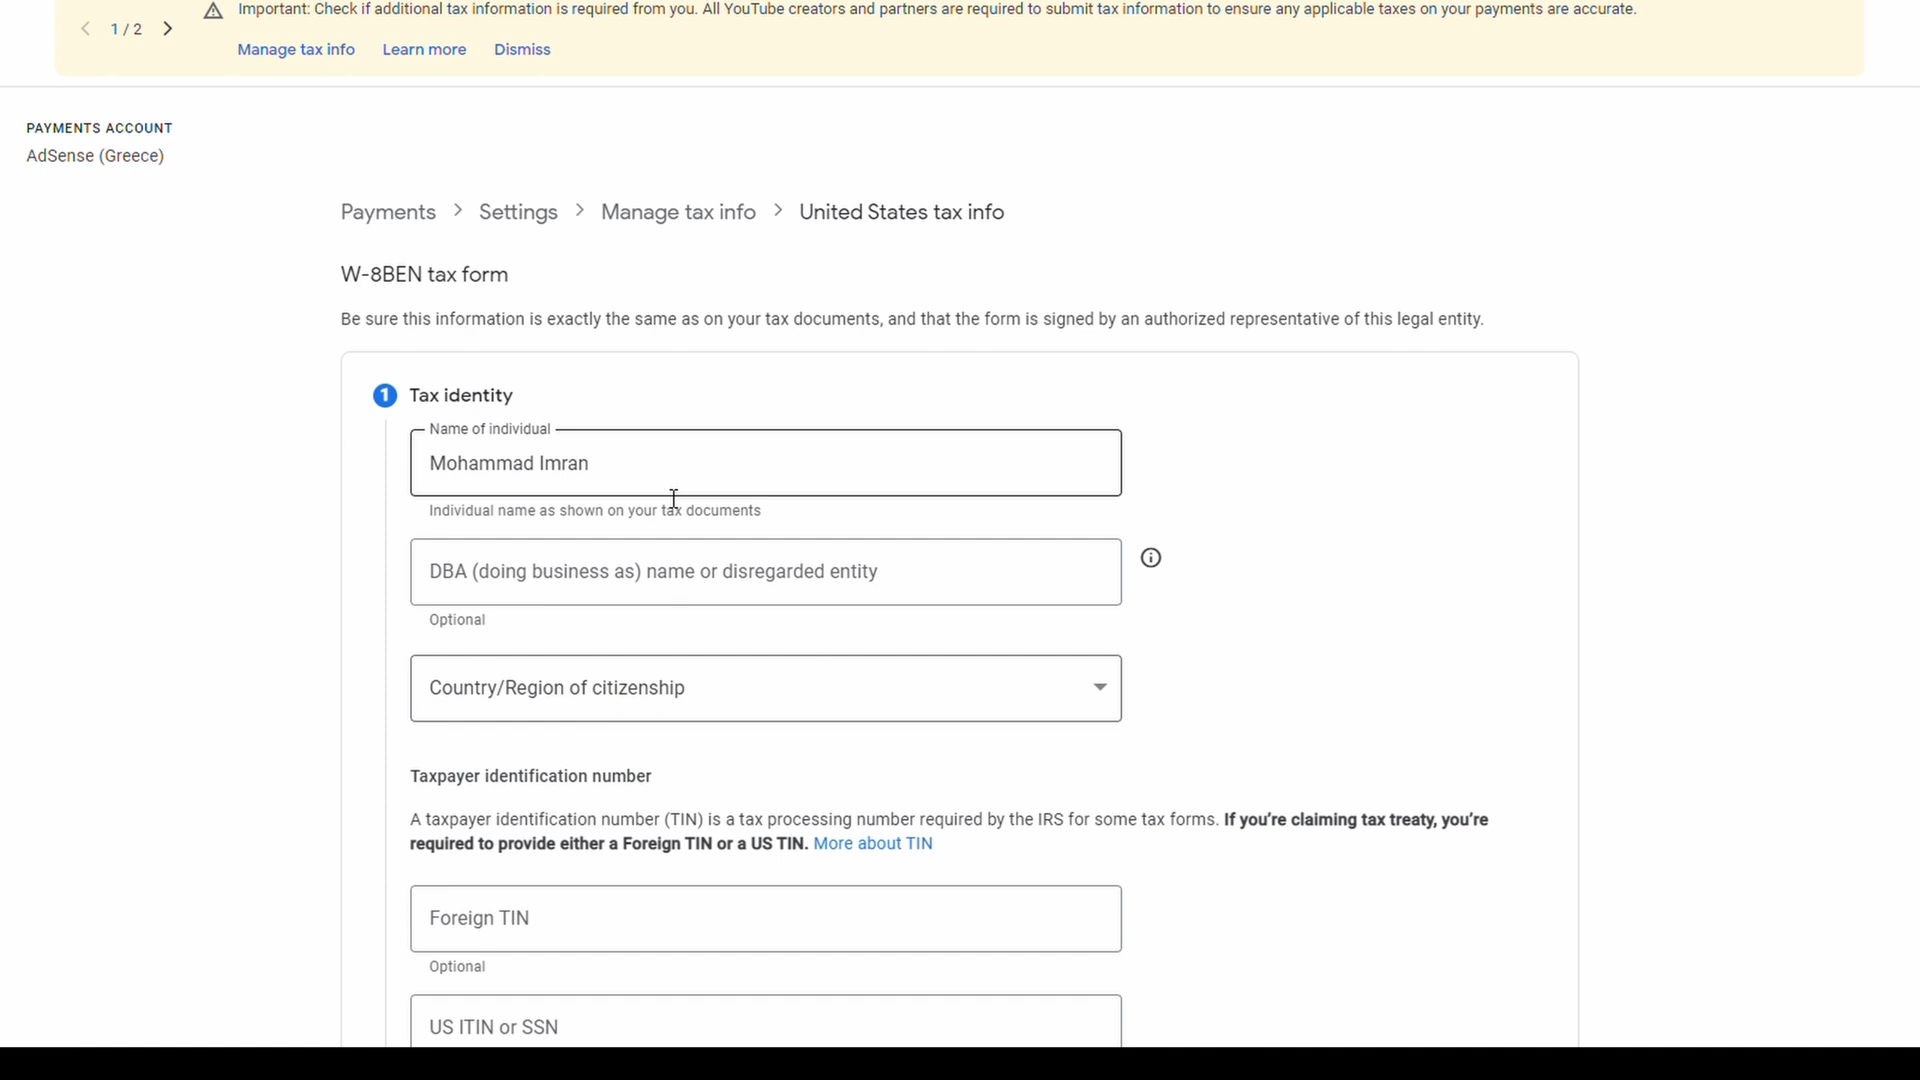 Important: Check if additional tax information is required from you. All YouTube creators and partners are required to submit tax information to ensure any applicable taxes on your payments are accurate.
1 / 2
Manage tax info Learn more Dismiss
PAYMENTS ACCOUNT
AdSense (Greece)
Payments > Settings > Manage tax info > United States tax info
W-8BEN tax form
Be sure this information is exactly the same as on your tax documents, and that the form is signed by an authorized representative of this legal entity.
1 Tax identity
Name of individual
Mohammad Imran
Individual name as shown on your tax documents
DBA (doing business as) name or disregarded entity
Optional
Country/Region of citizenship
Taxpayer identification number
A taxpayer identification number (TIN) is a tax processing number required by the IRS for some tax forms. If you're claiming tax treaty, you're
required to provide either a Foreign TIN or a US TIN. More about TIN
Foreign TIN
Optional
US ITIN or SSN